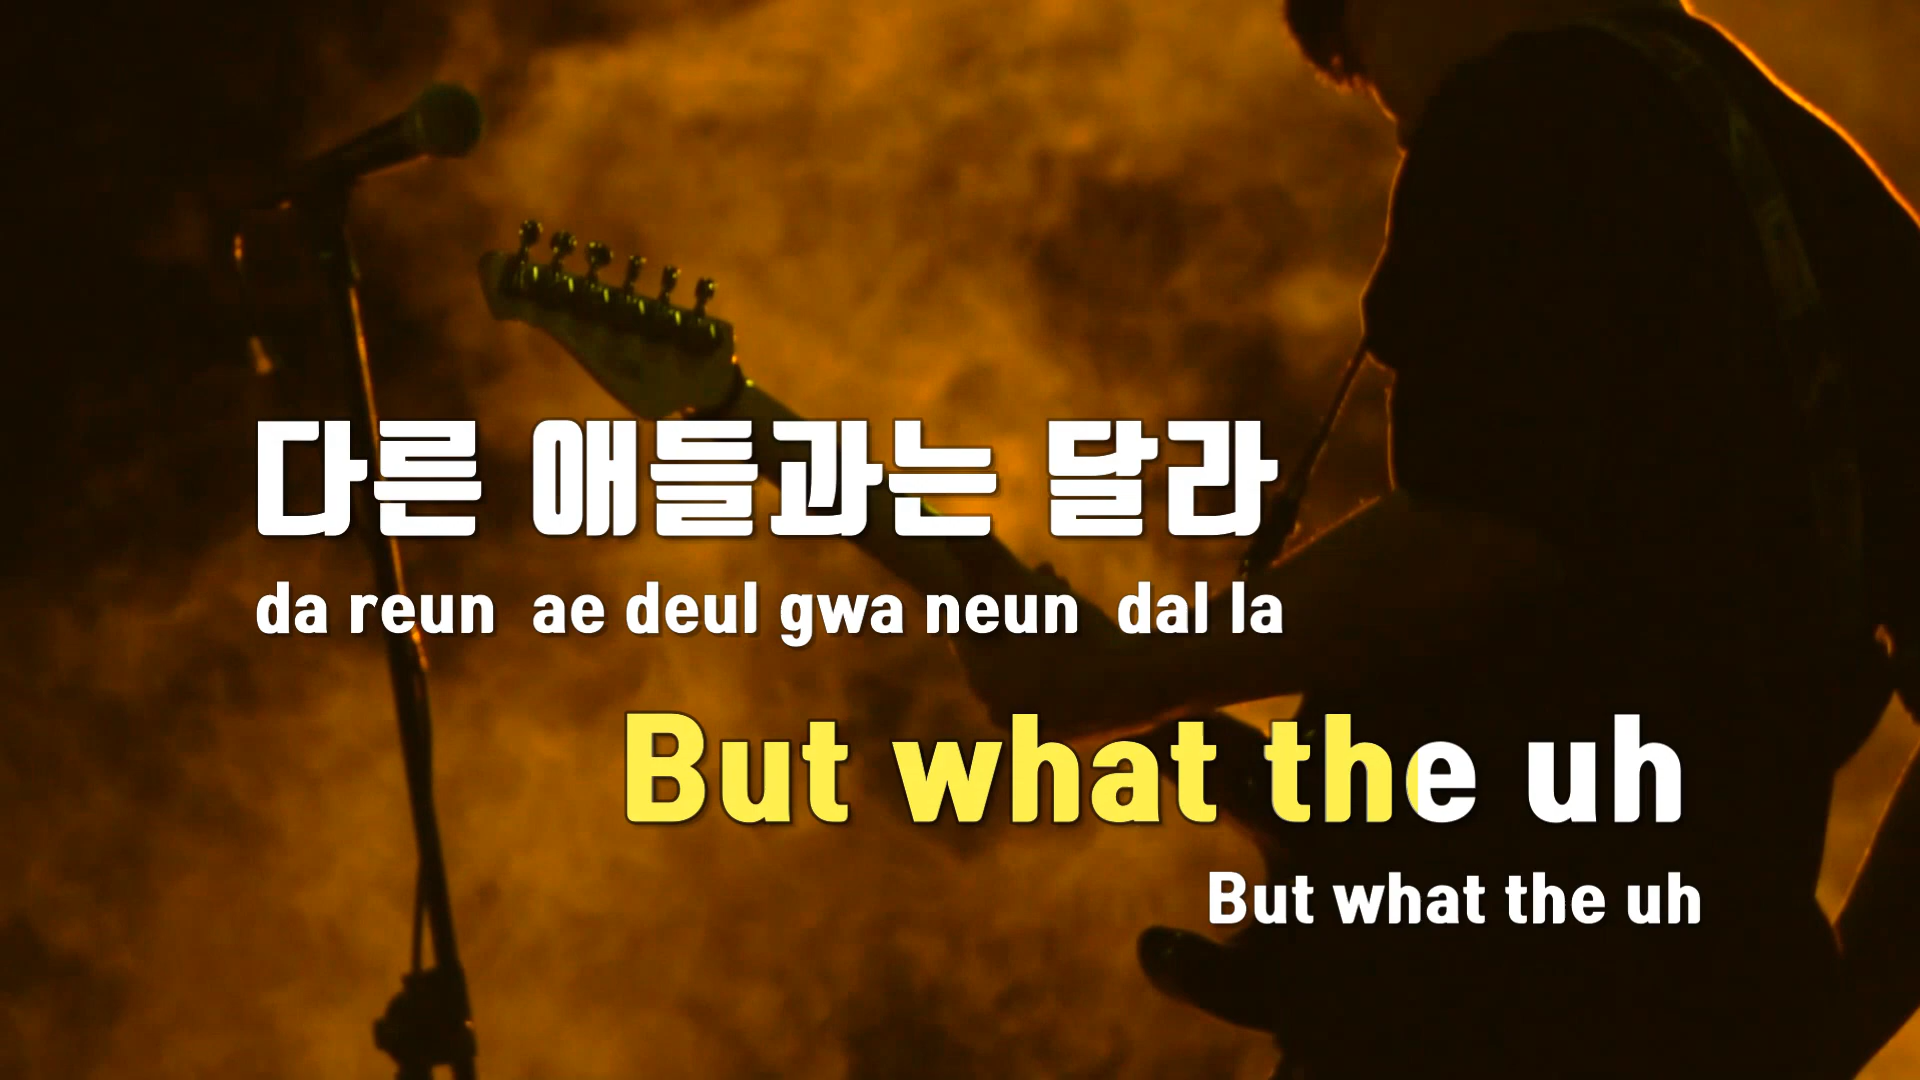 다른 애들과는 달라
da reun ae deul gwa neun dal la
But what the uh
But what the uh